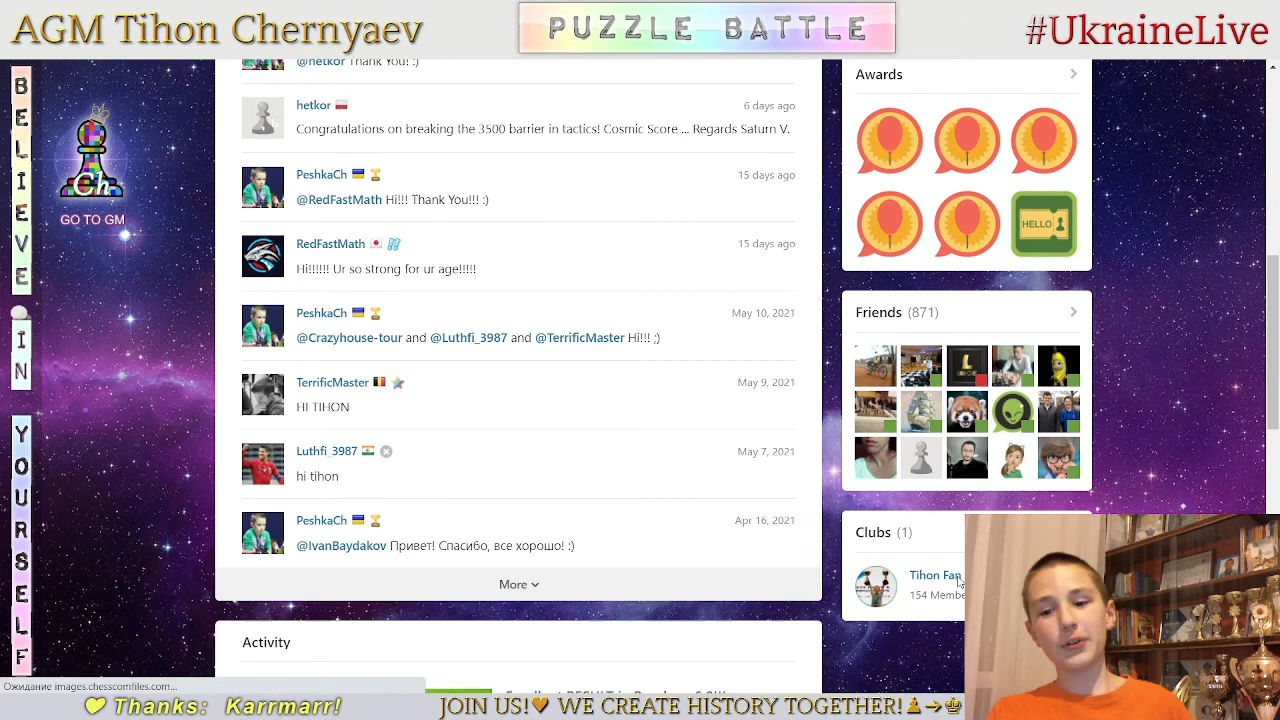 AGM Tihon Chernyaev
PUZZLE BATTLE
#UkraineLive
BELIEVE
IN
YOURSELF
Ch
GO TO GM
@hetkor Thank You! :)
hetkor
6 days ago
Congratulations on breaking the 3500 barrier in tactics! Cosmic Score ... Regards Saturn V
PeshkaCh
15 days ago
@RedFastMath Hi!!! Thank You!!! :)
RedFastMath
15 days ago
Hi!!!!!! Ur so strong for ur age!!!!!
PeshkaCh
May 10, 2021
@Crazyhouse-tour and @Luthfi_3987 and @TerrificMaster Hi!!! ;)
TerrificMaster
May 9, 2021
HI TIHON
Luthfi_3987
May 7, 2021
hi tihon
PeshkaCh
Apr 16, 2021
@IvanBaydakov Привет! Спасибо, все хорошо! :)
More
Activity
Awards
HELLO
Friends (871)
Clubs (1)
Tihon Fan
154 Membe
Ожидание images.chesscomfiles.com...
Thanks: Karrmarr!
JOIN US! WE CREATE HISTORY TOGETHER!